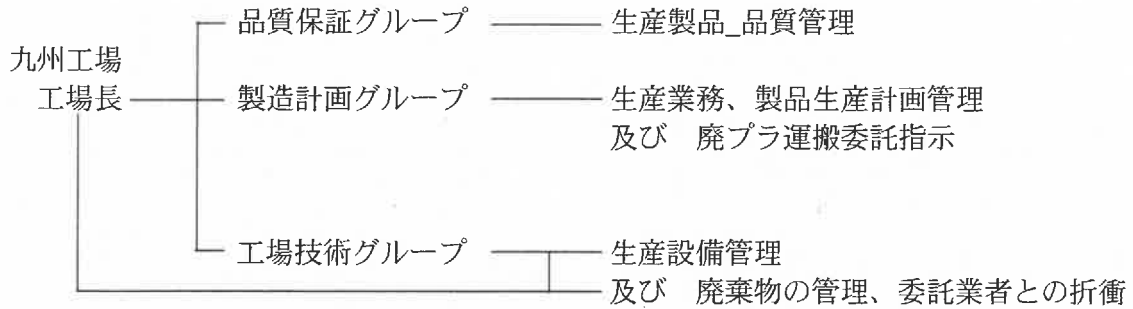 品質保証グループ 生産製品_品質管理
九州工場
工場長 製造計画グループ 生産業務、製品生産計画管理
及び 廃プラ運搬委託指示
工場技術グループ 生産設備管理
及び 廃棄物の管理、委託業者との折衝